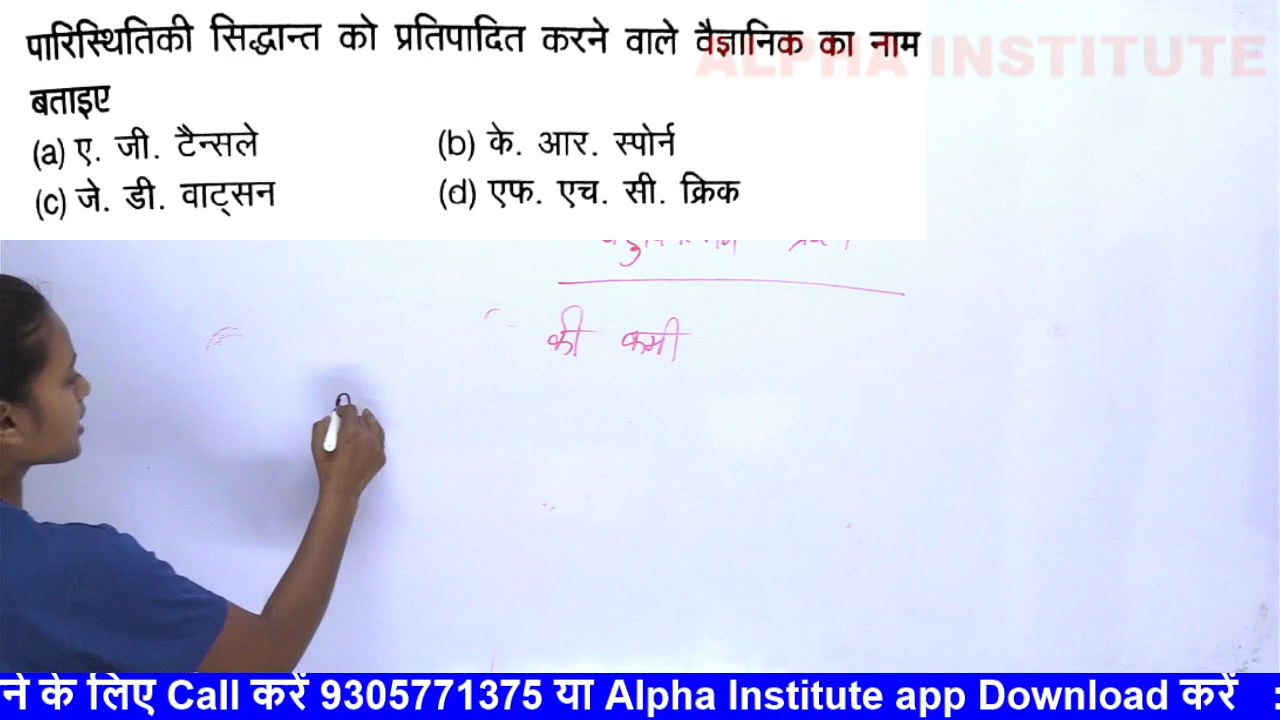 पारिस्थितिकी सिद्धान्त को प्रतिपादित करने वाले वैज्ञानिक का नाम
बताइए
(a) ए. जी. टैन्सले
(b) के. आर. स्पोर्न
(c) जे. डी. वाट्सन
(d) एफ. एच. सी. क्रिक
ALPHA INSTITUTE
की कमी
ने के लिए Call करें 9305771375 या Alpha Institute app Download करें